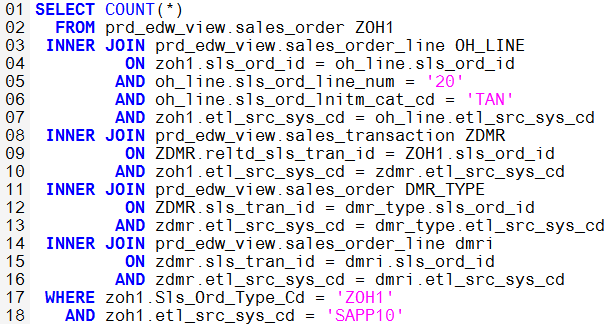 01 SELECT COUNT(*)
02 FROM prd_edw_view.sales_order ZOH1
03 INNER JOIN prd_edw_view.sales_order_line OH_LINE
04 ON zoh1.sls_ord_id = oh_line.sls_ord_id
05 AND oh_line.sls_ord_line_num = '20'
06 AND oh_line.sls_ord_lnitm_cat_cd = 'TAN'
07 AND zoh1.etl_src_sys_cd = oh_line.etl_src_sys_cd
08 INNER JOIN prd_edw_view.sales_transaction ZDMR
09 ON ZDMR.reltd_sls_tran_id = ZOH1.sls_ord_id
10 AND zoh1.etl_src_sys_cd = zdmr.etl_src_sys_cd
11 INNER JOIN prd_edw_view.sales_order DMR_TYPE
12 ON ZDMR.sls_tran_id = dmr_type.sls_ord_id
13 AND zdmr.etl_src_sys_cd = dmr_type.etl_src_sys_cd
14 INNER JOIN prd_edw_view.sales_order_line dmri
15 ON zdmr.sls_tran_id = dmri.sls_ord_id
16 AND zdmr.etl_src_sys_cd = dmri.etl_src_sys_cd
17 WHERE zoh1.Sls_Ord_Type_Cd = 'ZOH1'
18 AND zoh1.etl_src_sys_cd = 'SAPP10'